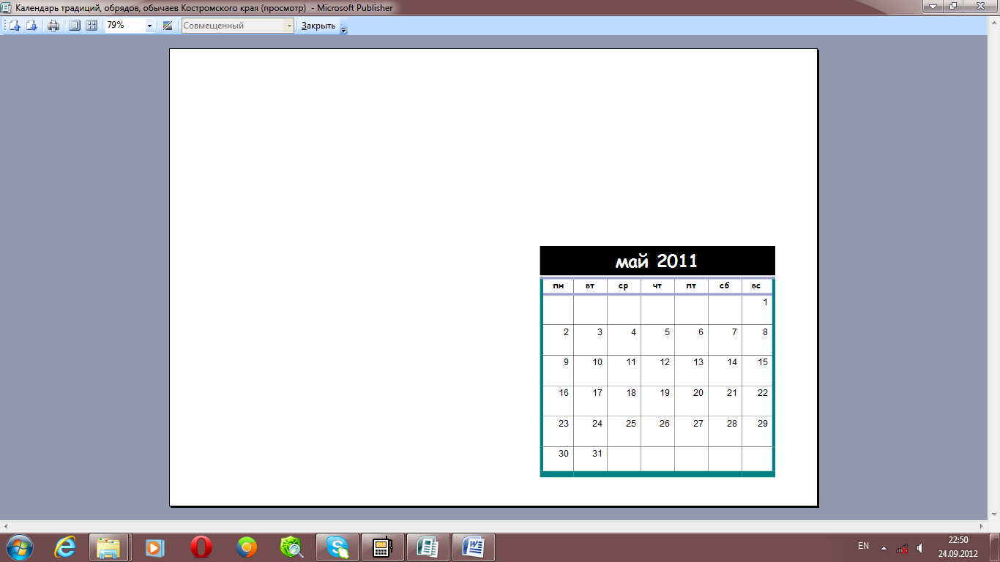 Календарь традиций, обрядов, обычаев Костромского края (просмотр) - Microsoft Publisher
79% Совмещенный Закрыть
май 2011
пн вт ср чт пт сб вс
1
2 3 4 5 6 7 8
9 10 11 12 13 14 15
16 17 18 19 20 21 22
23 24 25 26 27 28 29
30 31
EN 22:50
24.09.2012